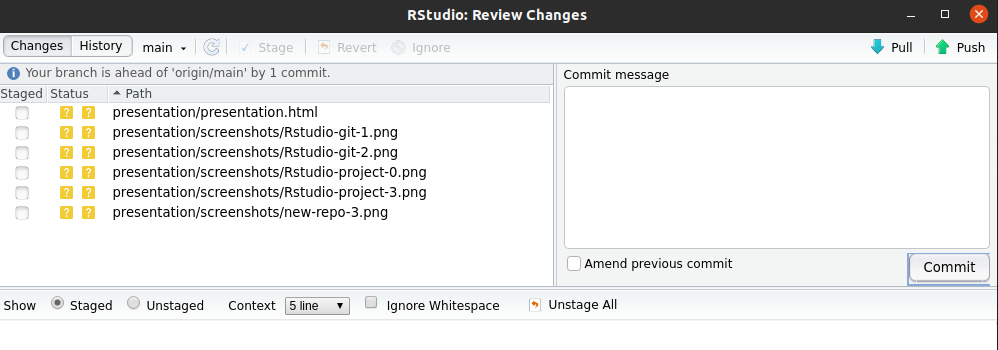 RStudio: Review Changes
Changes History main Stage Revert Ignore Pull Push
Your branch is ahead of 'origin/main' by 1 commit.
Commit message
Staged Status Path
? ? presentation/presentation.html
? ? presentation/screenshots/Rstudio-git-1.png
? ? presentation/screenshots/Rstudio-git-2.png
? ? presentation/screenshots/Rstudio-project-0.png
? ? presentation/screenshots/Rstudio-project-3.png
? ? presentation/screenshots/new-repo-3.png
Amend previous commit
Commit
Show Staged Unstaged Context 5 line Ignore Whitespace Unstage All